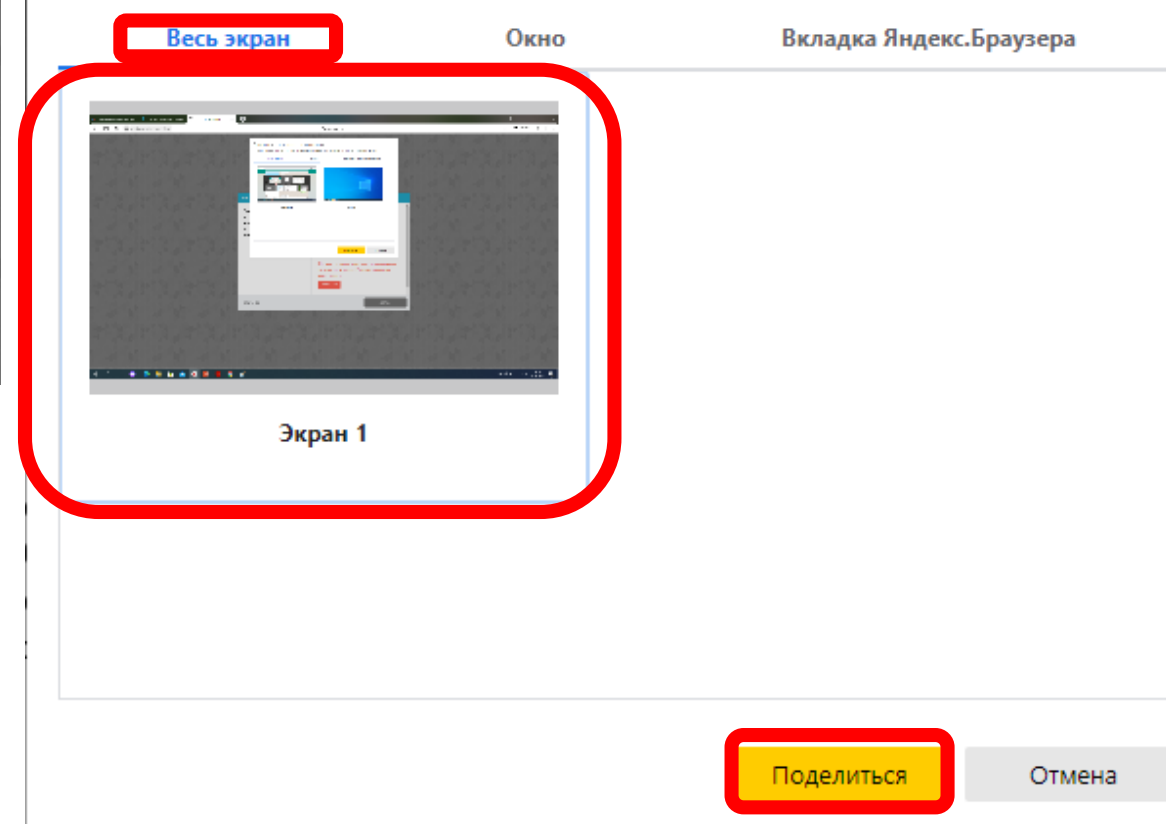 Весь экран
Окно
Вкладка Яндекс.Браузера
Экран 1
Поделиться
Отмена